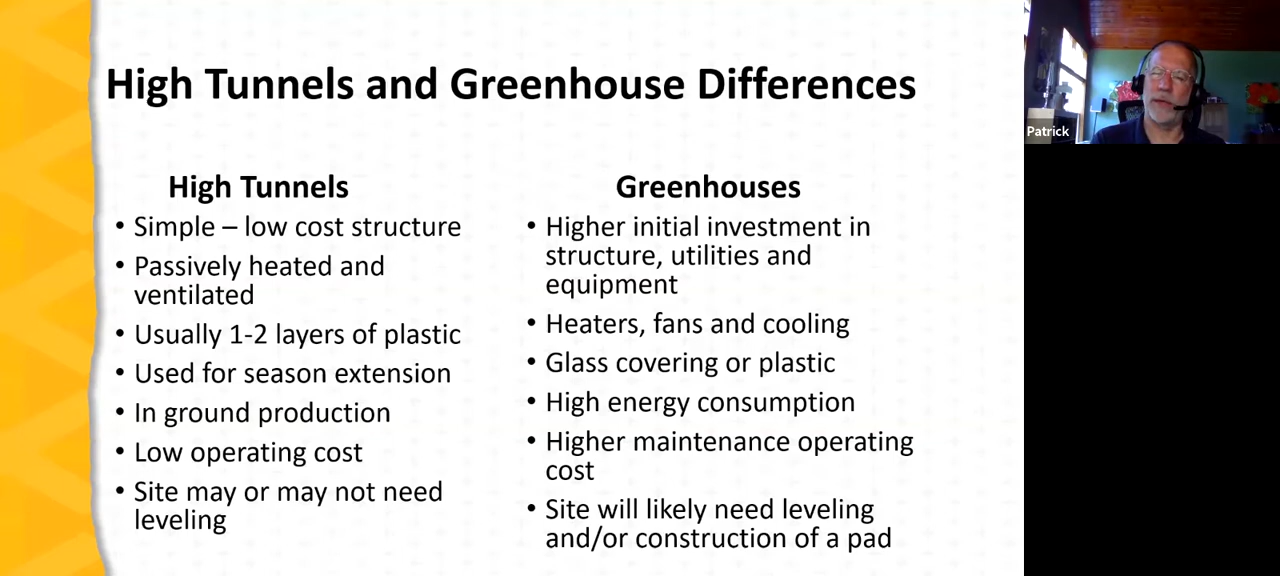 High Tunnels and Greenhouse Differences
High Tunnels
• Simple – low cost structure
• Passively heated and
ventilated
• Usually 1-2 layers of plastic
• Used for season extension
• In ground production
• Low operating cost
• Site may or may not need
leveling
Greenhouses
• Higher initial investment in
structure, utilities and
equipment
• Heaters, fans and cooling
• Glass covering or plastic
• High energy consumption
• Higher maintenance operating
cost
• Site will likely need leveling
and/or construction of a pad
Patrick